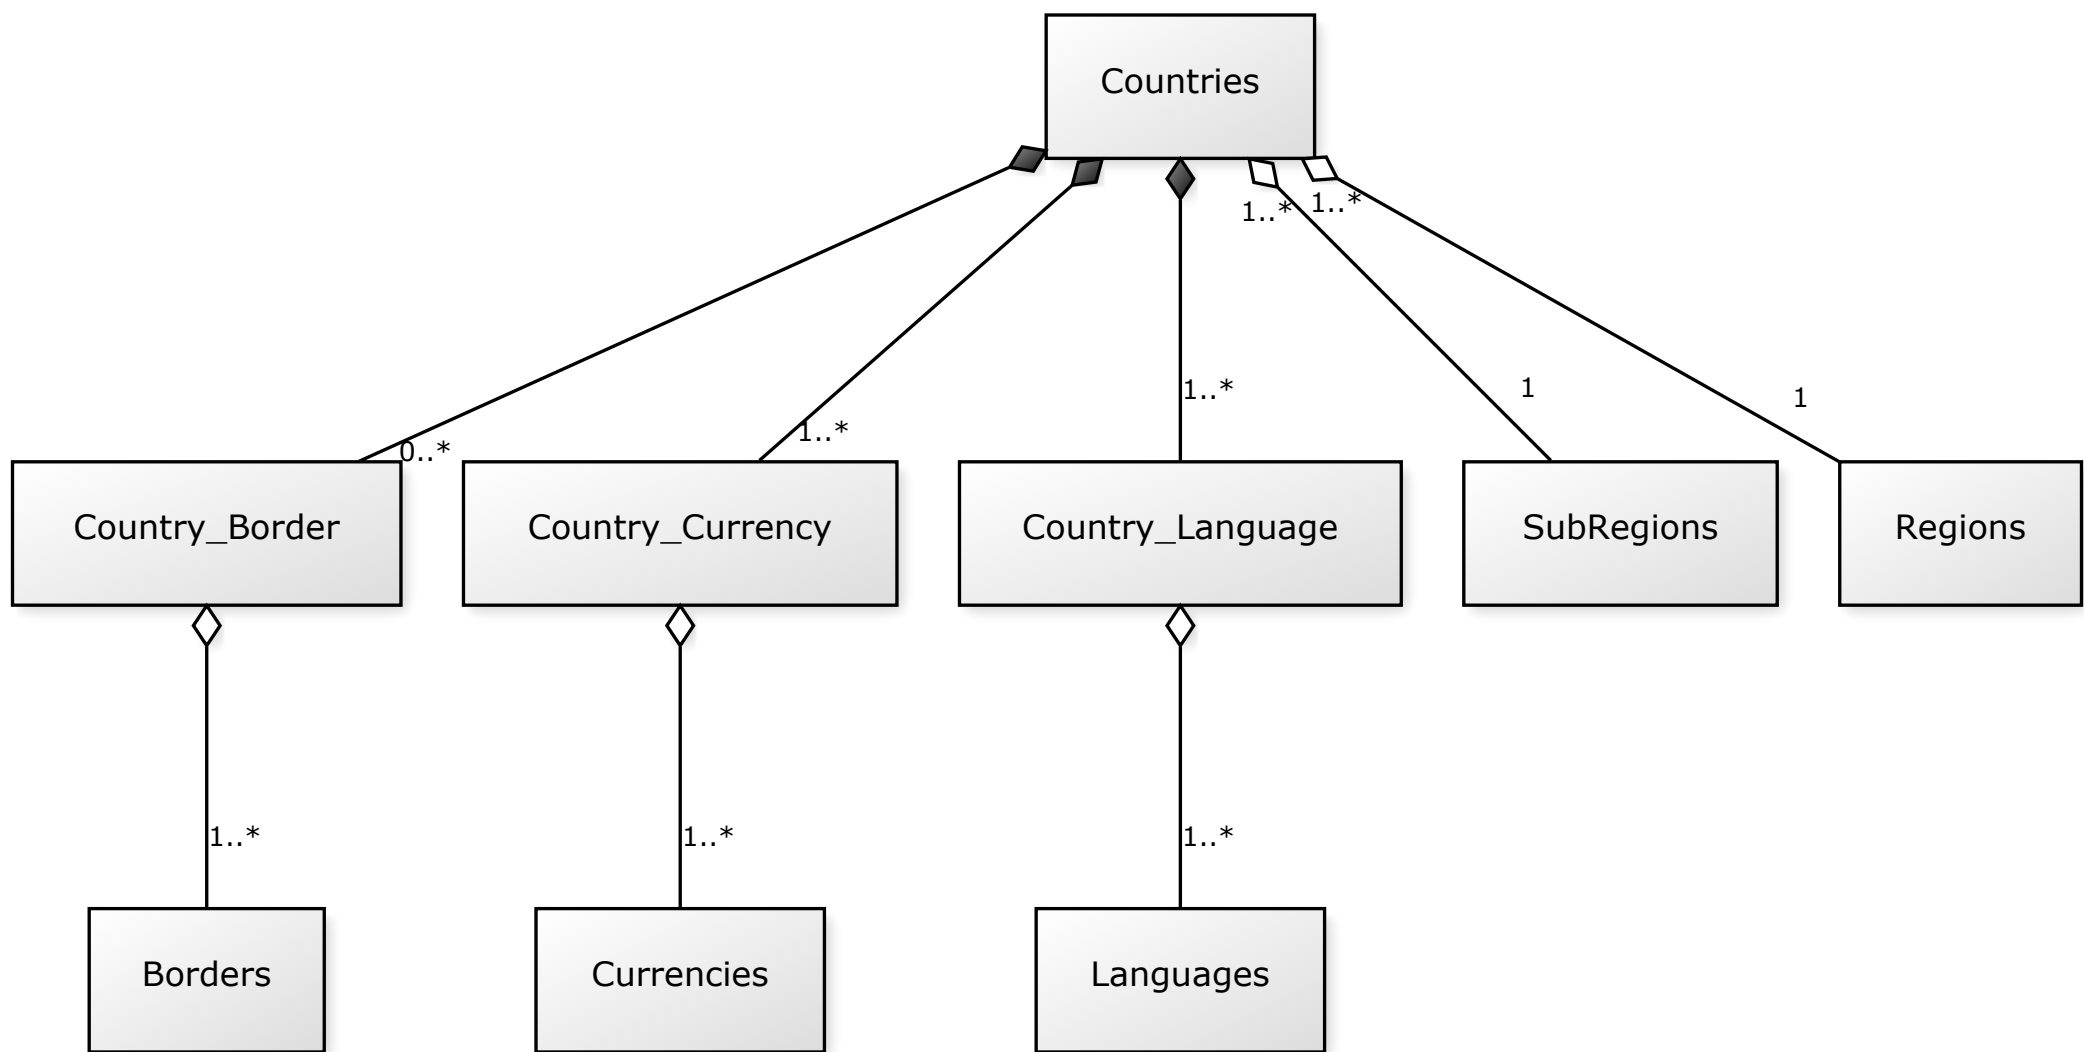 Countries
1..*
1..*
1..*
1
1
1..*
0..*
Country_Border
Country_Currency
Country_Language
SubRegions
Regions
1..*
1..*
1..*
Borders
Currencies
Languages